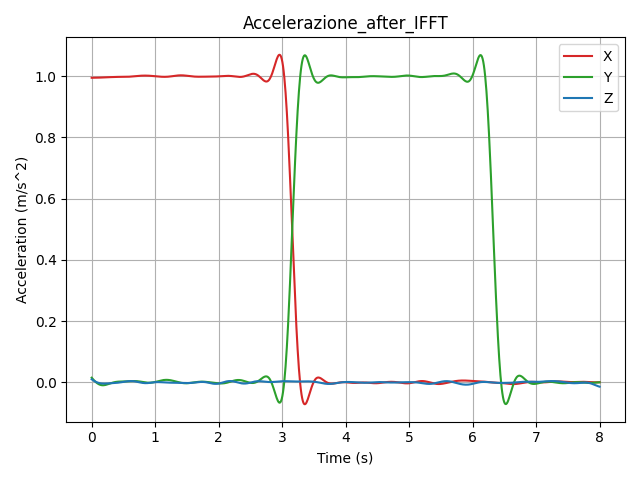 Accelerazione_after_IFFT
X
Y
Z
Acceleration (m/s^2)
1.0
0.8
0.6
0.4
0.2
0.0
0 1 2 3 4 5 6 7 8
Time (s)